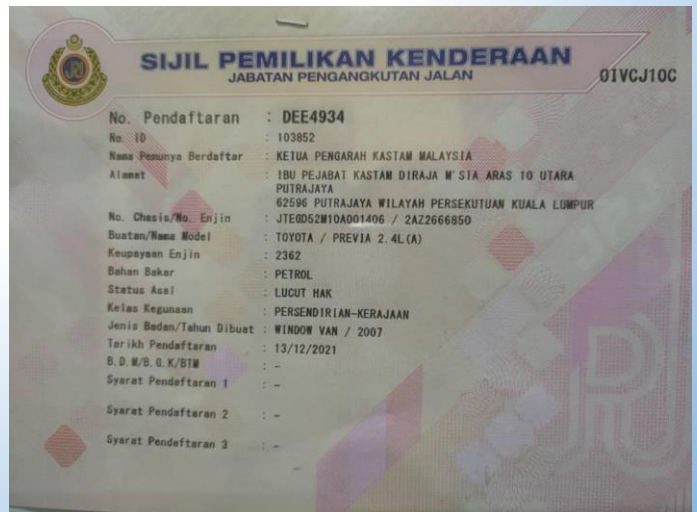 SIJIL PEMILIKAN KENDERAAN
JABATAN PENGANGKUTAN JALAN
01VCJ10C
No. Pendaftaran : DEE4934
No. ID : 103852
Nama Pemunya Berdaftar : KETUA PENGARAH KASTAM MALAYSIA
Alamat : IBU PEJABAT KASTAM DIRAJA M'SIA ARAS 10 UTARA
PUTRAJAYA
62596 PUTRAJAYA WILAYAH PERSEKUTUAN KUALA LUMPUR
No. Chasis/No. Enjin : JTEGD52M10A001406 / 2AZ2666850
Buatan/Nama Model : TOYOTA / PREVIA 2.4L(A)
Keupayaan Enjin : 2362
Bahan Bakar : PETROL
Status Asal : LUCUT HAK
Kelas Kegunaan : PERSENDIRIAN-KERAJAAN
Jenis Badan/Tahun Dibuat : WINDOW VAN / 2007
Tarikh Pendaftaran : 13/12/2021
B.D.M/B.G.K/BTM : -
Syarat Pendaftaran 1 : -
Syarat Pendaftaran 2 : -
Syarat Pendaftaran 3 : -